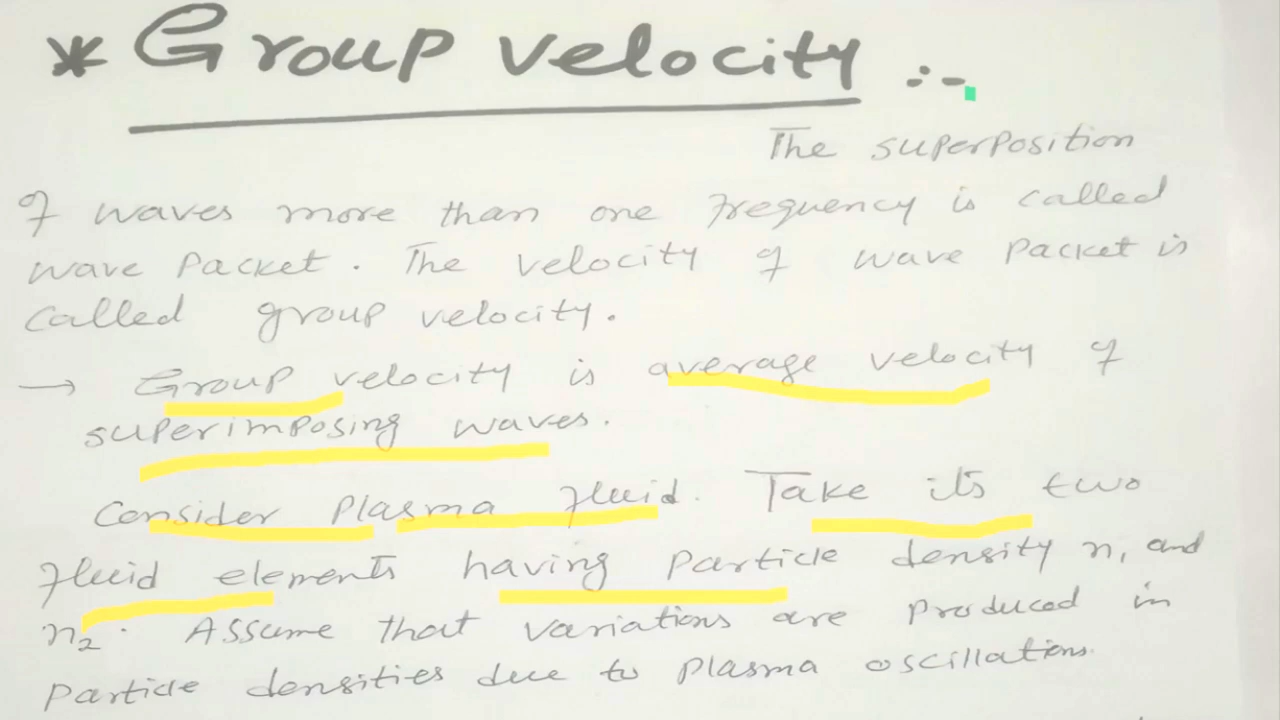 * Group velocity :-
The superposition
of waves more than one frequency is called
wave Packet. The velocity of wave Packet is
called group velocity.
→ Group velocity is average velocity of
superimposing waves.
Consider Plasma fluid. Take its two
fluid elements having Particle density n₁ and
n₂. Assume that variations are Produced in
Particle densities due to Plasma oscillations.